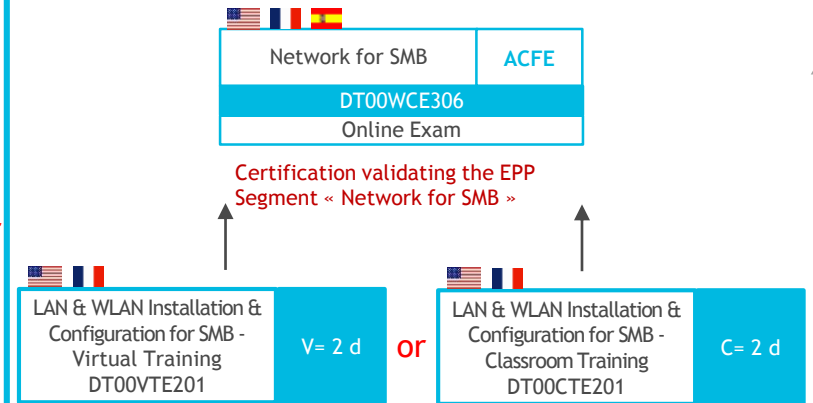 Network for SMB
ACFE
DT00WCE306
Online Exam
Certification validating the EPP
Segment « Network for SMB »
LAN & WLAN Installation &
Configuration for SMB -
Virtual Training
DT00VTE201
V= 2 d
or
LAN & WLAN Installation &
Configuration for SMB -
Classroom Training
DT00CTE201
C= 2 d